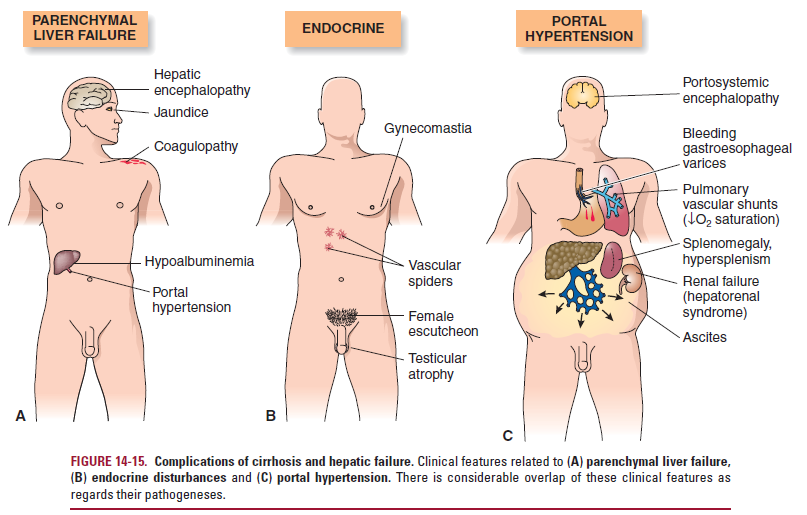 PARENCHYMAL
LIVER FAILURE
Hepatic
encephalopathy
Jaundice
Coagulopathy
Hypoalbuminemia
Portal
hypertension
A
ENDOCRINE
Gynecomastia
Vascular
spiders
Female
escutcheon
Testicular
atrophy
B
PORTAL
HYPERTENSION
Portosystemic
encephalopathy
Bleeding
gastroesophageal
varices
Pulmonary
vascular shunts
(↓O₂ saturation)
Splenomegaly,
hypersplenism
Renal failure
(hepatorenal
syndrome)
Ascites
C
FIGURE 14-15. Complications of cirrhosis and hepatic failure. Clinical features related to (A) parenchymal liver failure,
(B) endocrine disturbances and (C) portal hypertension. There is considerable overlap of these clinical features as
regards their pathogeneses.